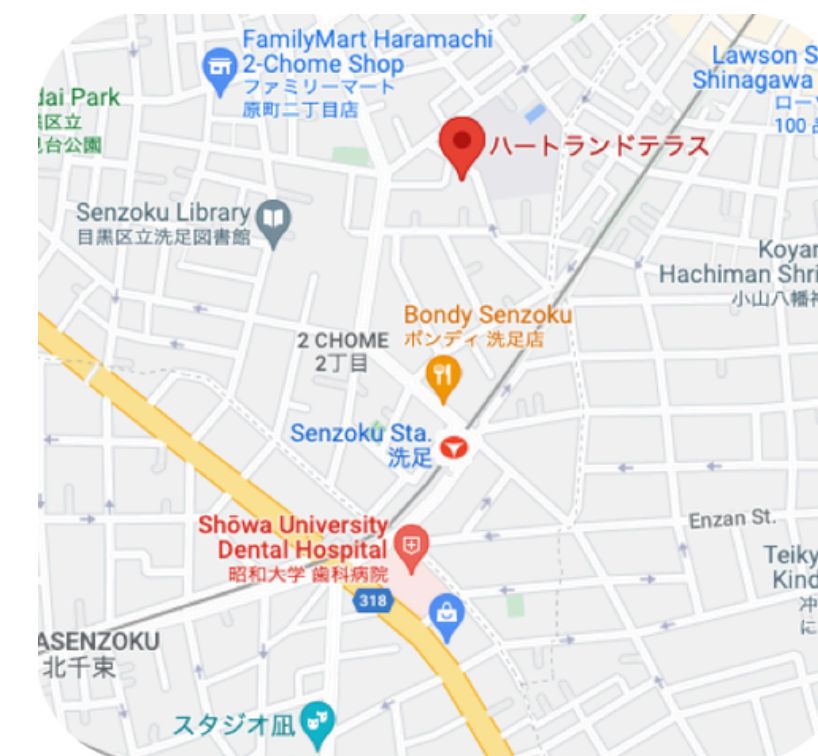 FamilyMart Haramachi
2-Chome Shop
ファミリーマート
原町二丁目店
Lawson S
Shinagawa
ロー
100
dai Park
区立
台公園
ハートランドテラス
Senzoku Library
目黒区立洗足図書館
Koyar
Hachiman Shri
小山八幡神
Bondy Senzoku
ボンディ 洗足店
2 CHOME
2丁目
Senzoku Sta.
洗足
Enzan St.
Shōwa University
Dental Hospital
昭和大学 歯科病院
Teiky
Kind
沖
に
318
ASENZOKU
北千束
スタジオ凪